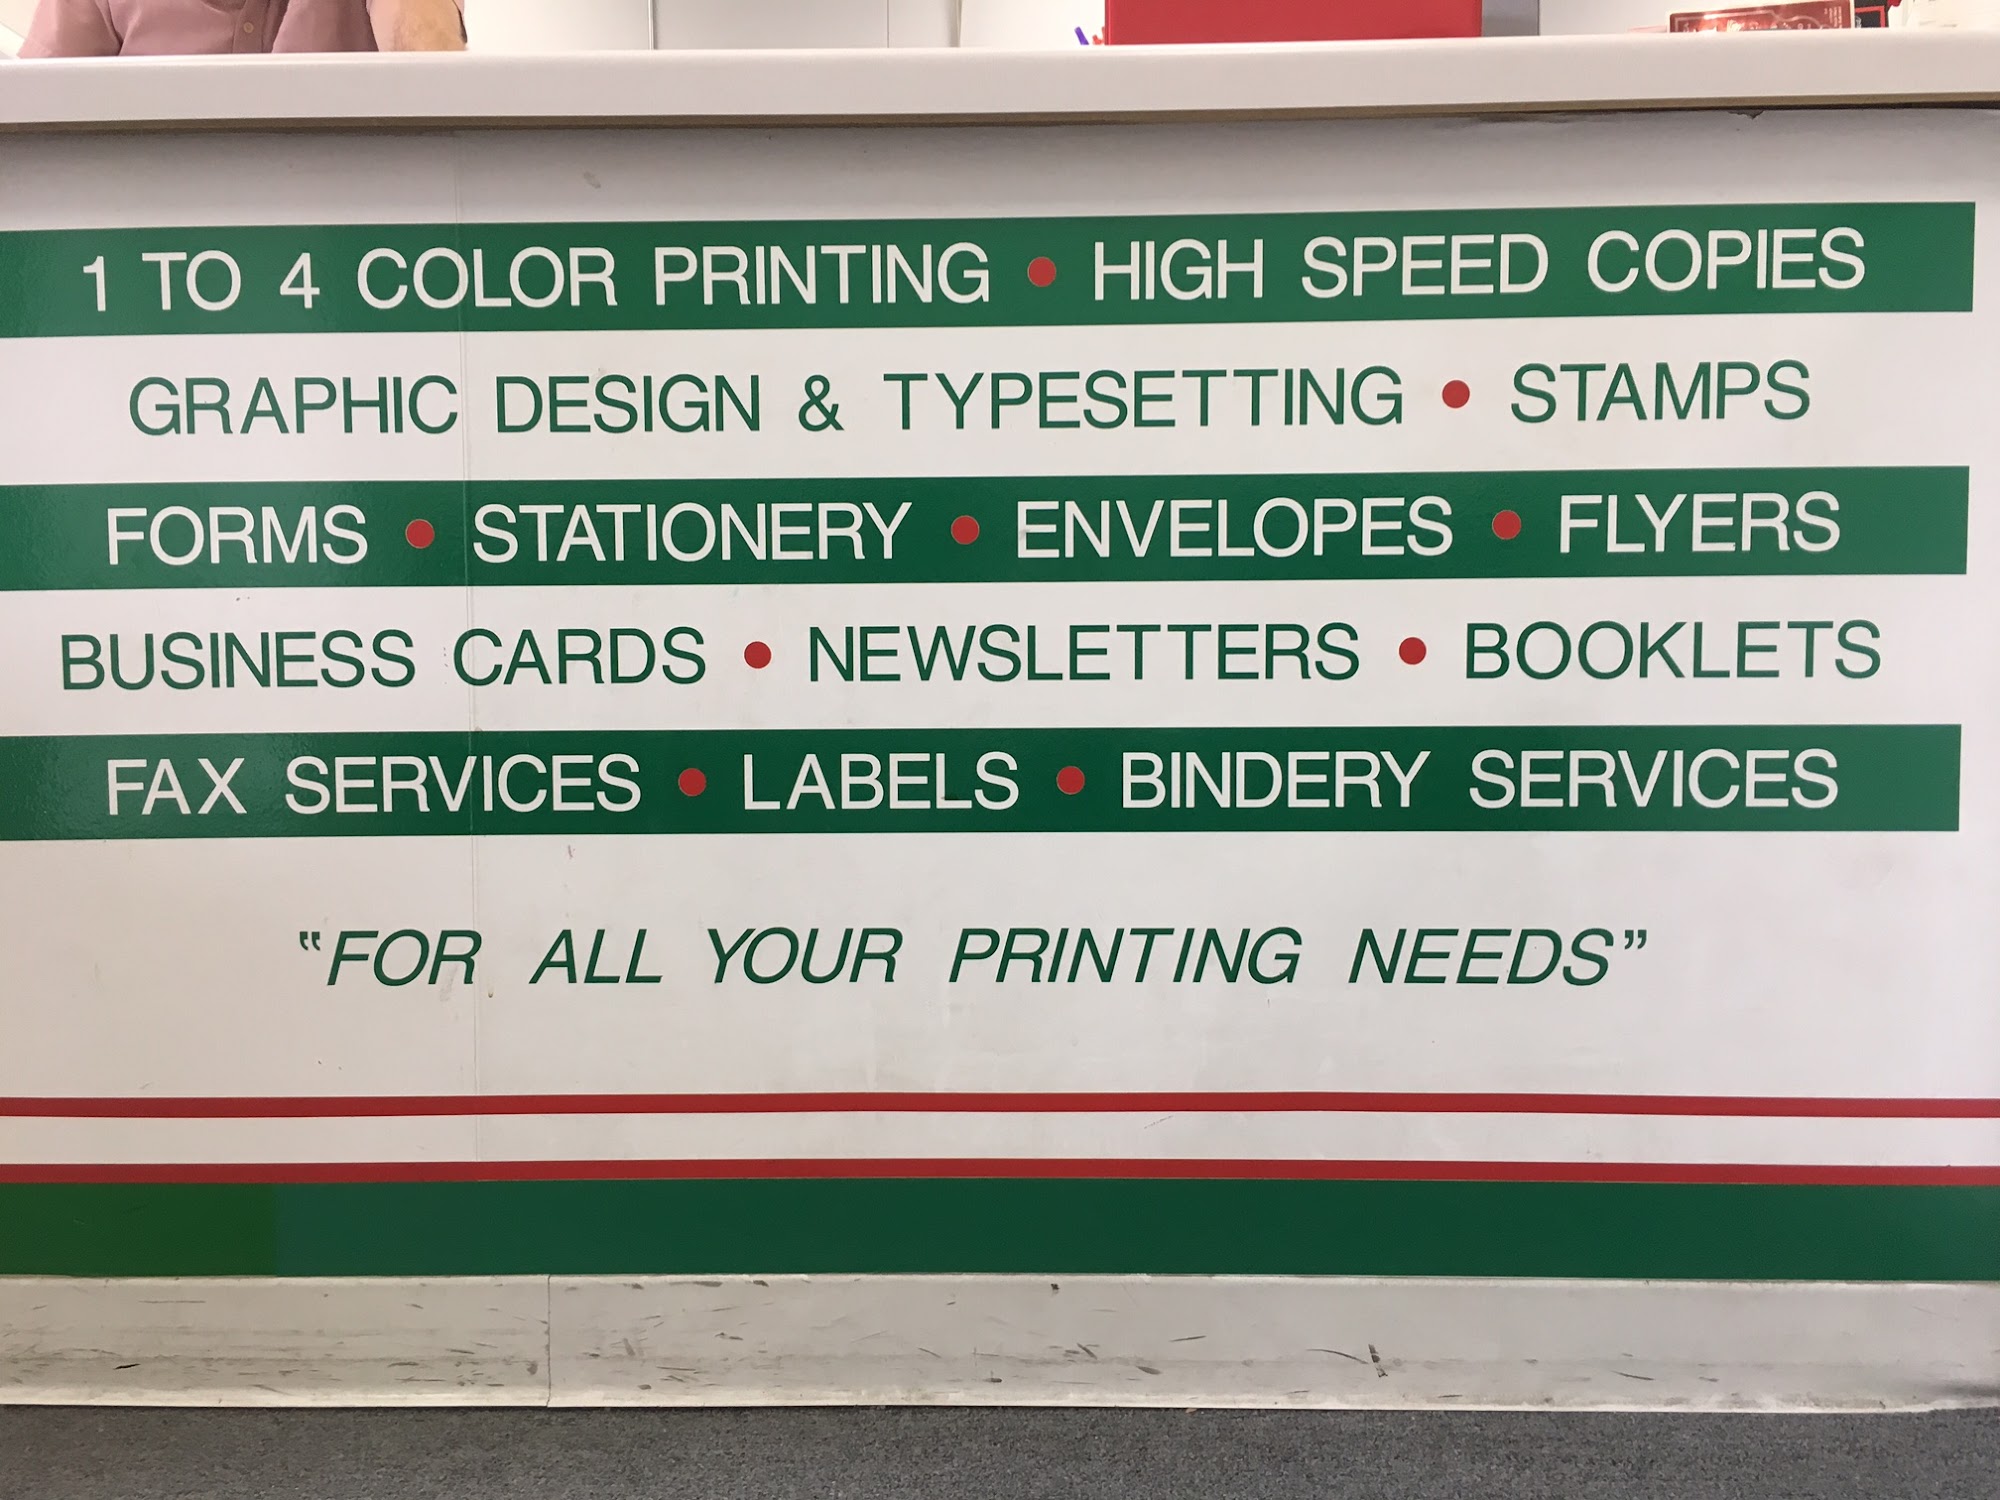 1 TO 4 COLOR PRINTING • HIGH SPEED COPIES
GRAPHIC DESIGN & TYPESETTING • STAMPS
FORMS • STATIONERY • ENVELOPES • FLYERS
BUSINESS CARDS • NEWSLETTERS • BOOKLETS
FAX SERVICES • LABELS • BINDERY SERVICES
“FOR ALL YOUR PRINTING NEEDS”